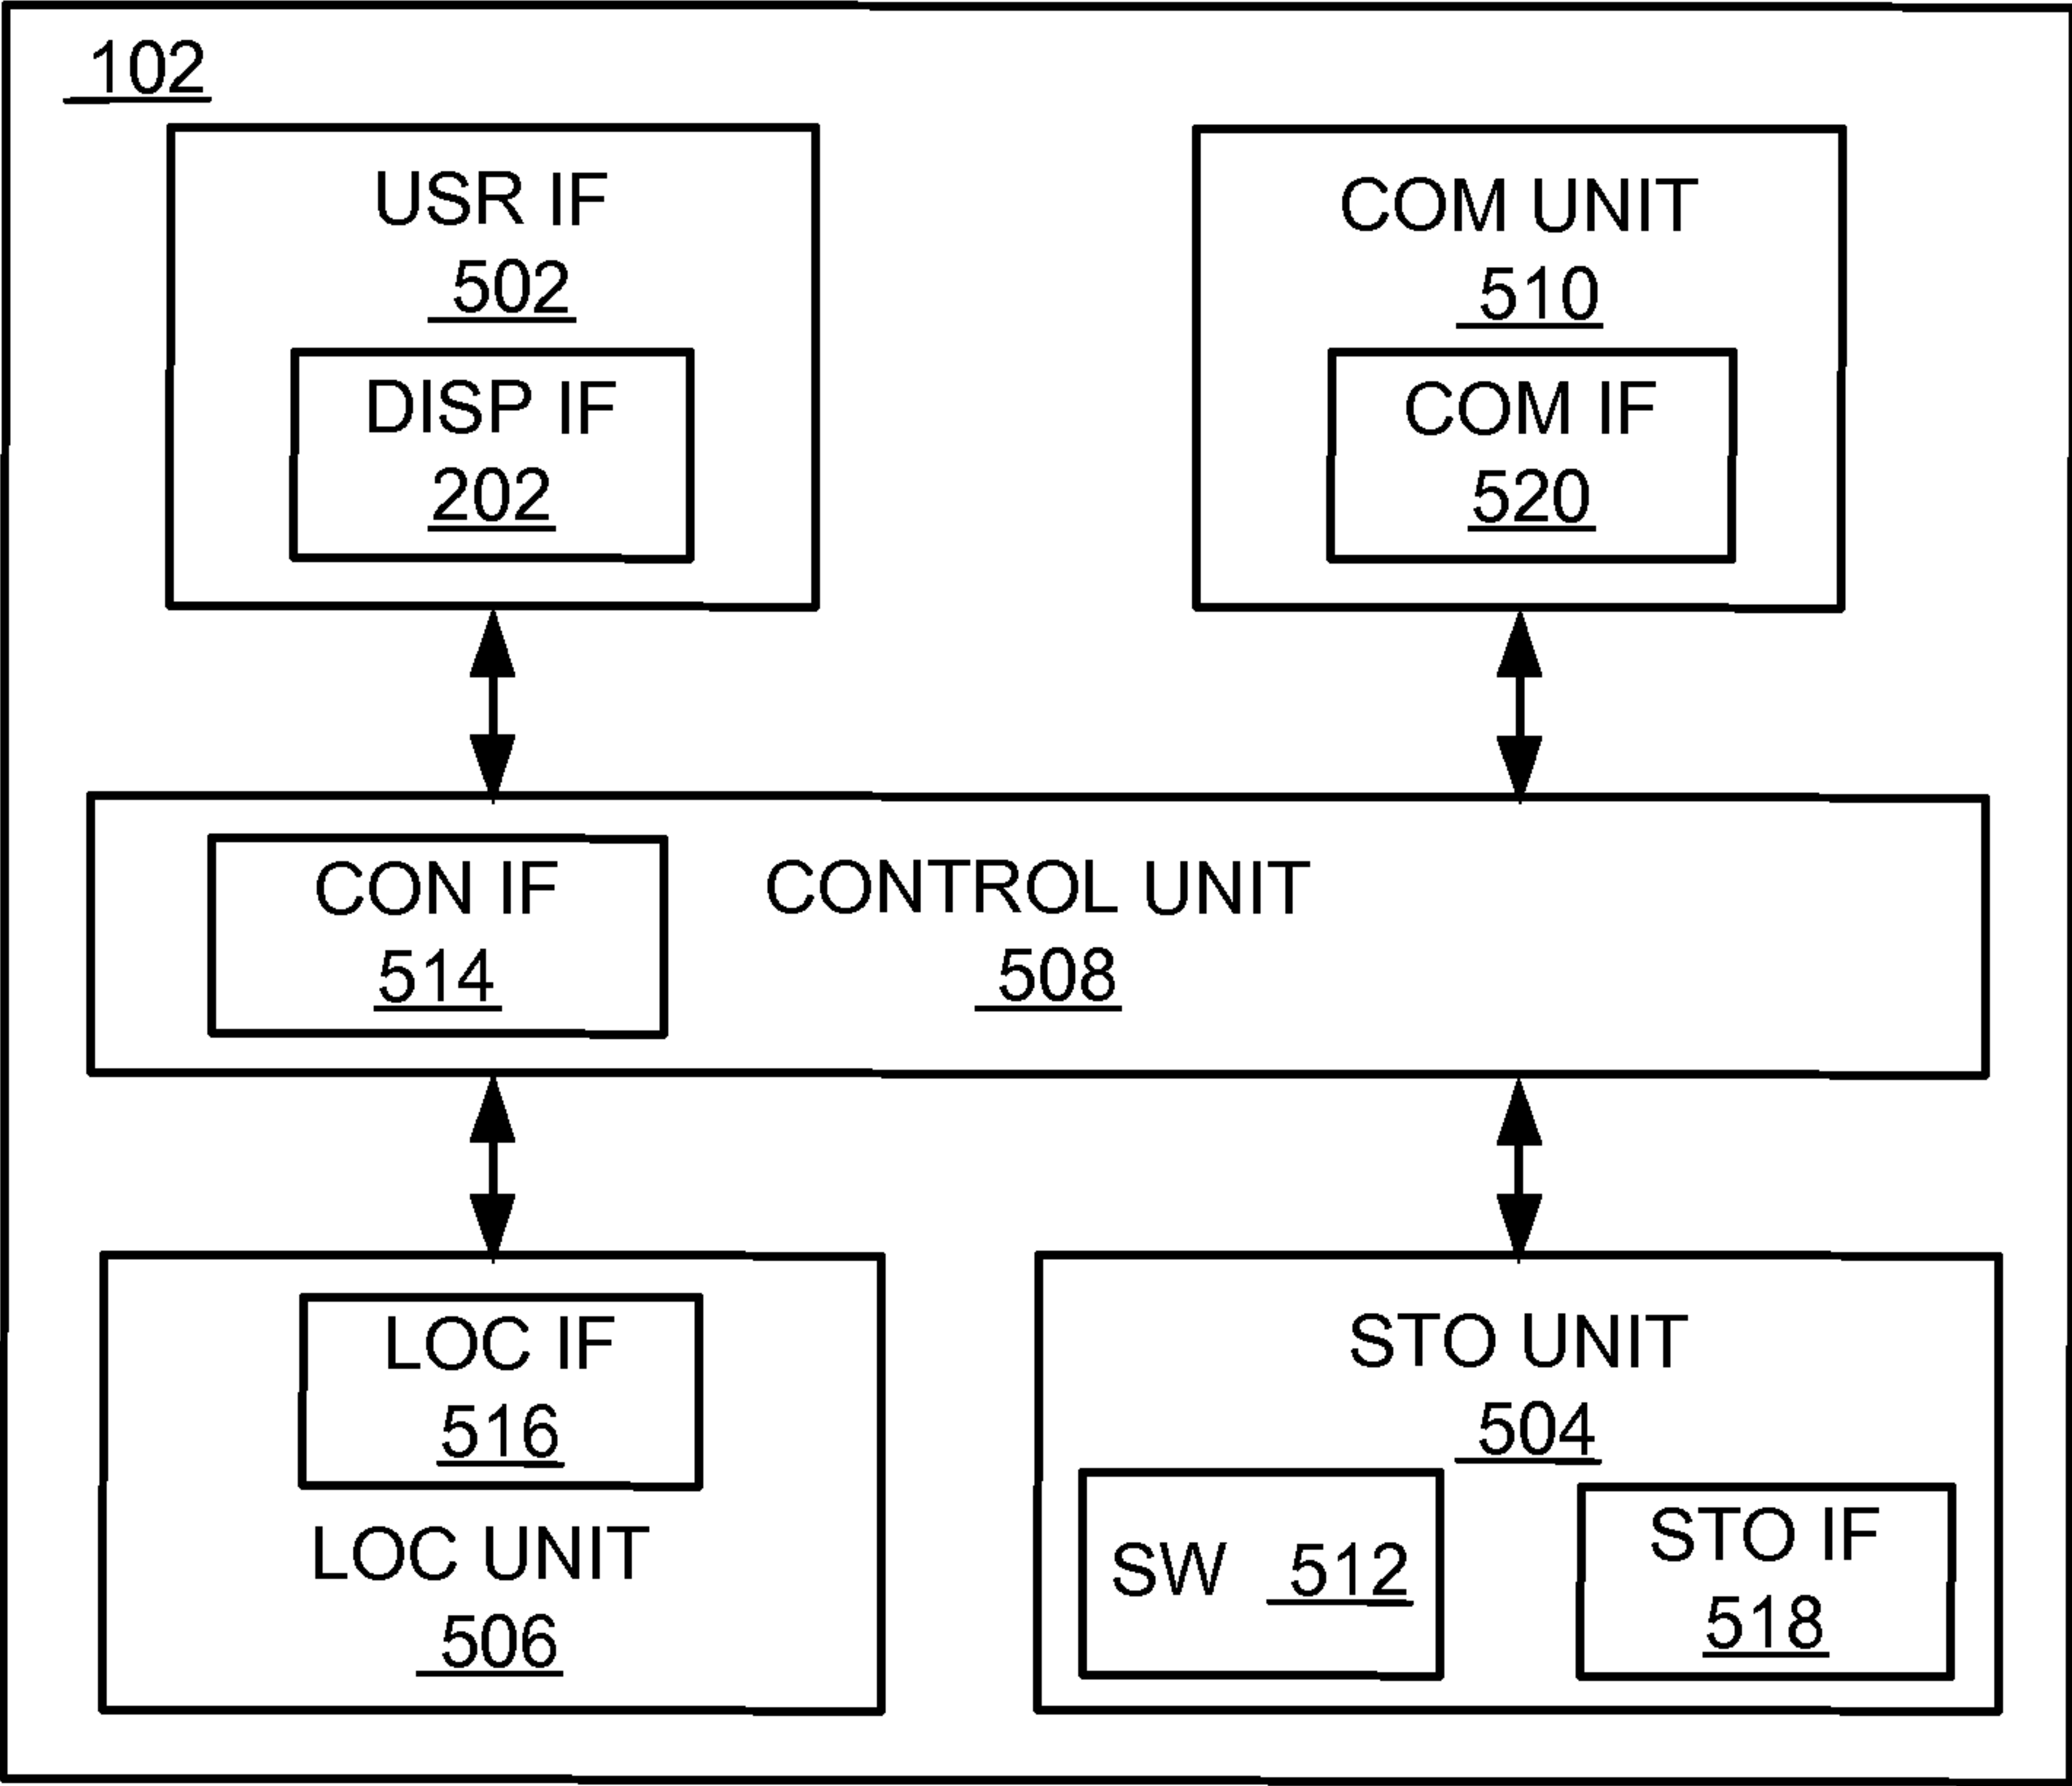 102
USR IF
502
DISP IF
202
COM UNIT
510
COM IF
520
CON IF
514
CONTROL UNIT
508
LOC IF
516
LOC UNIT
506
STO UNIT
504
SW 512
STO IF
518